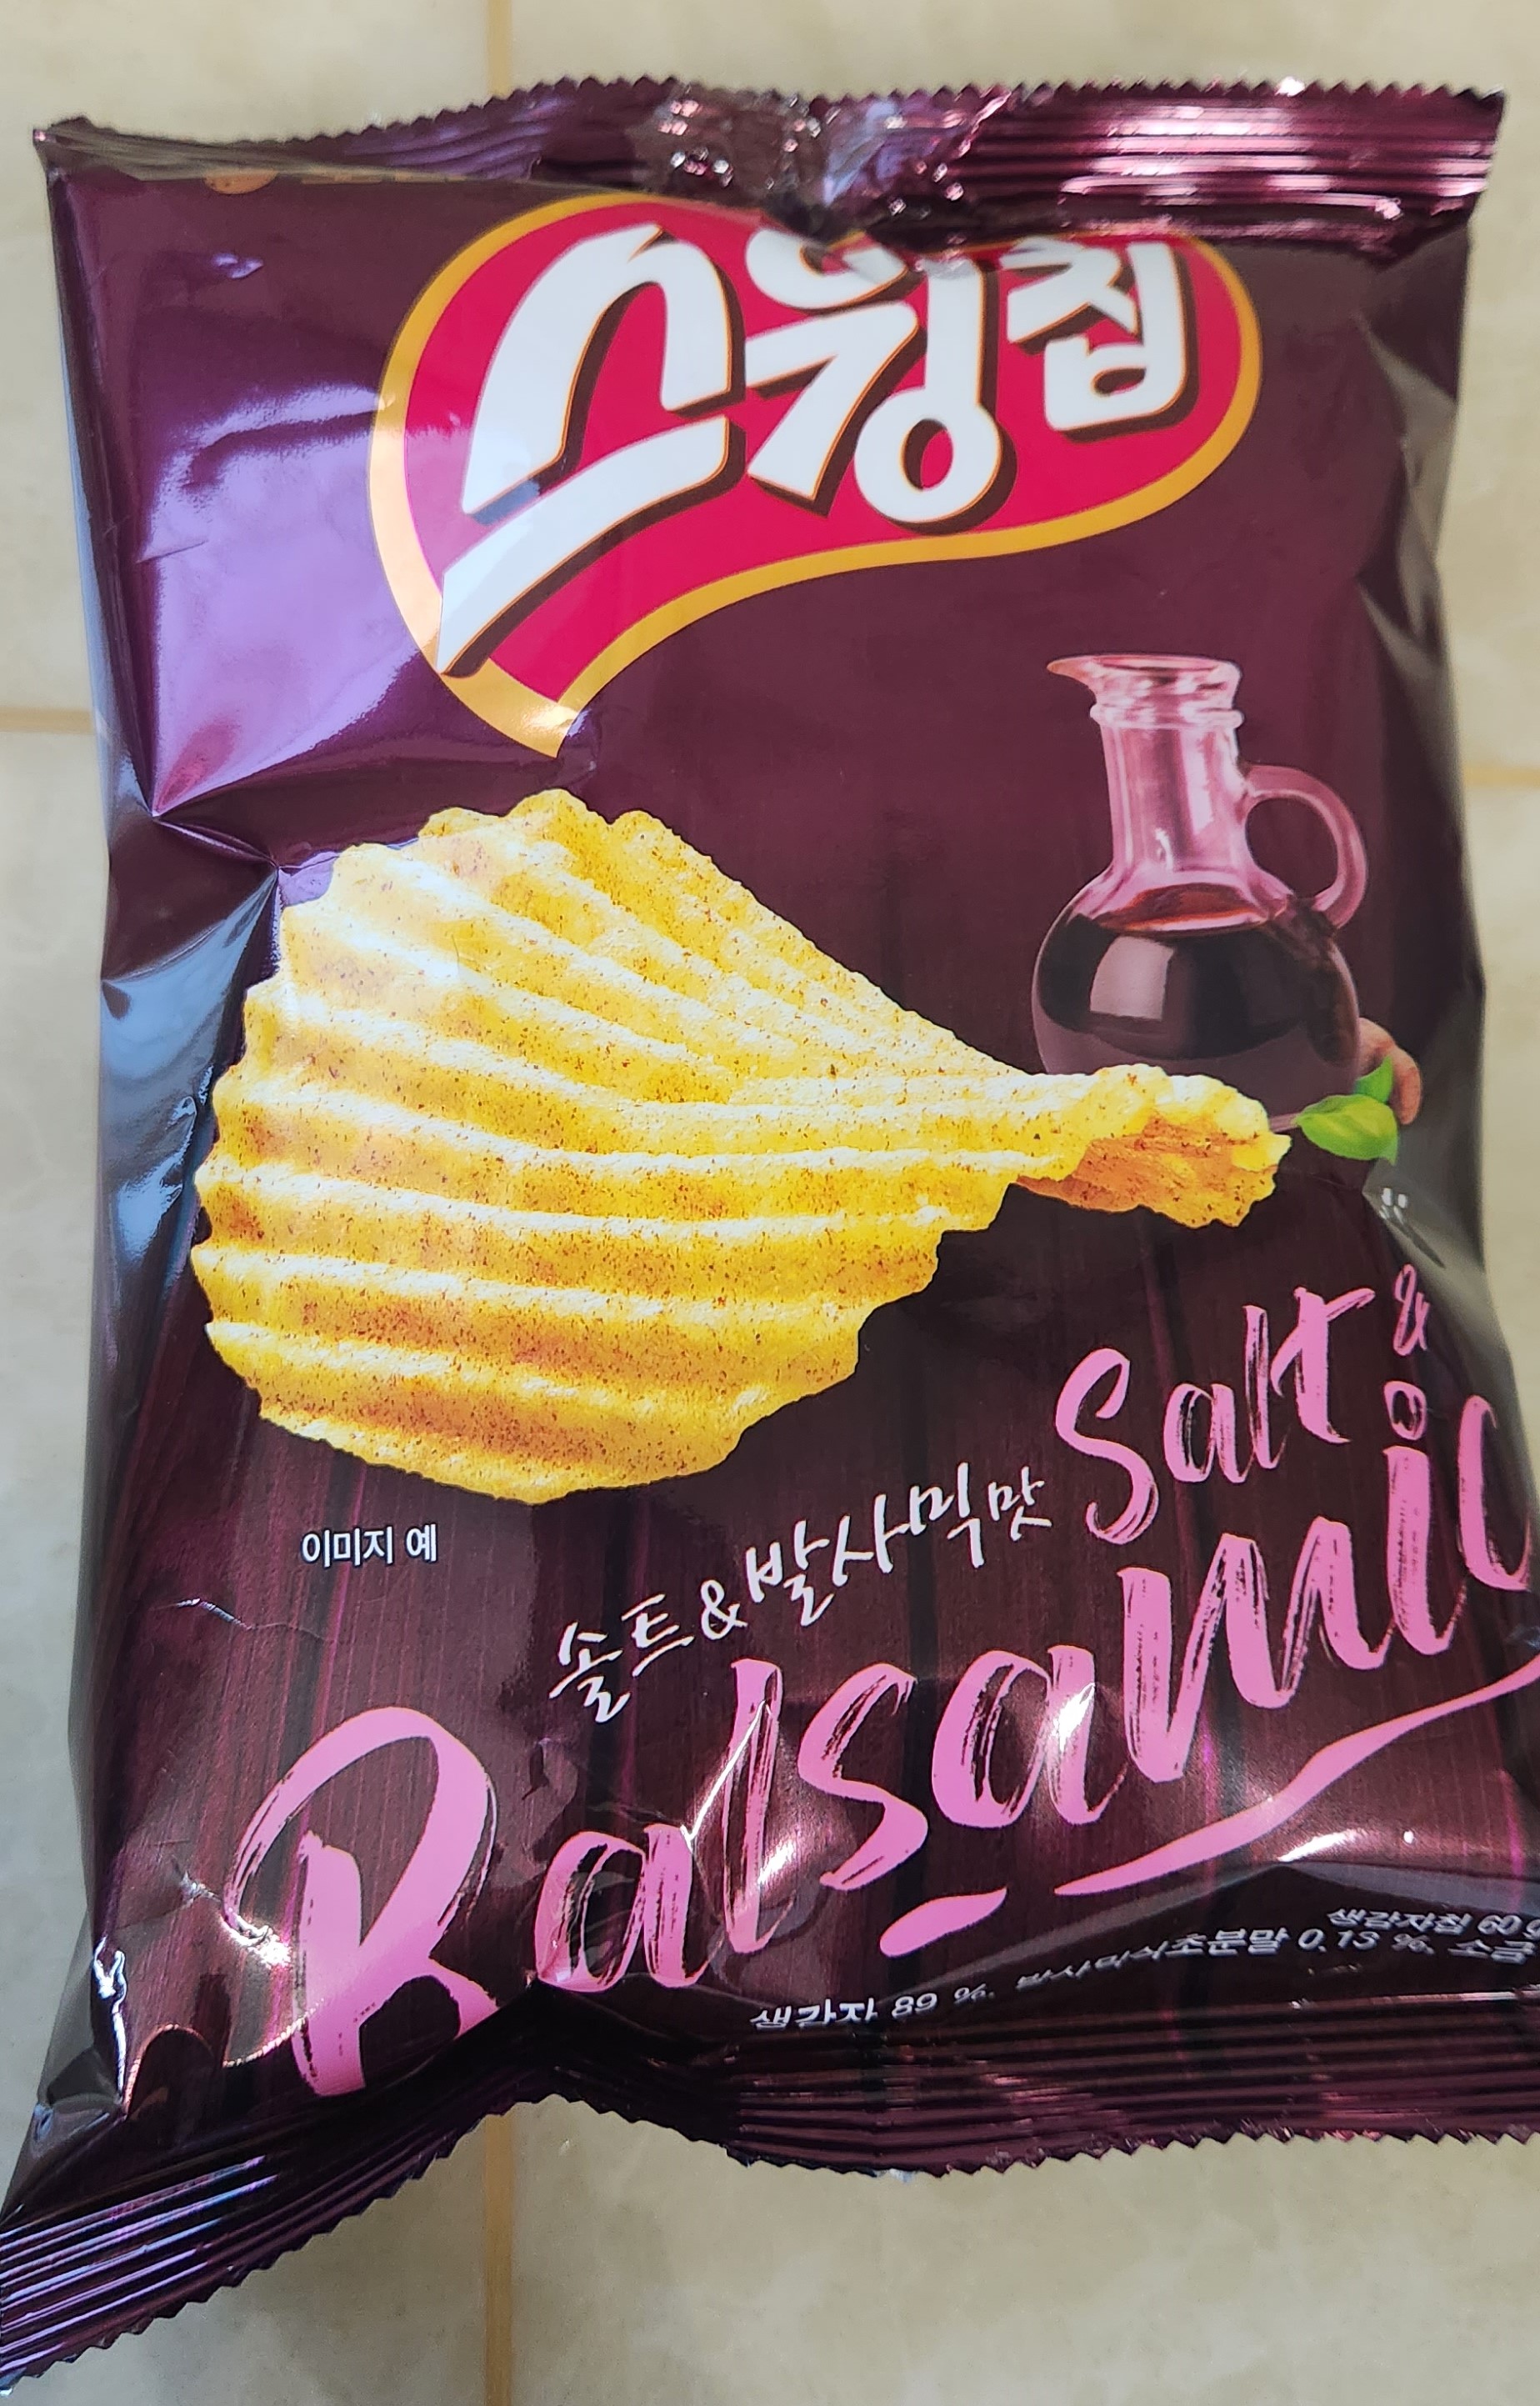 스윙칩
Salt &
솔트&발사믹맛
Balsamic
이미지 예
생감자칩 60g
생감자 89 %, 발사믹식초분말 0.13 %, 소금